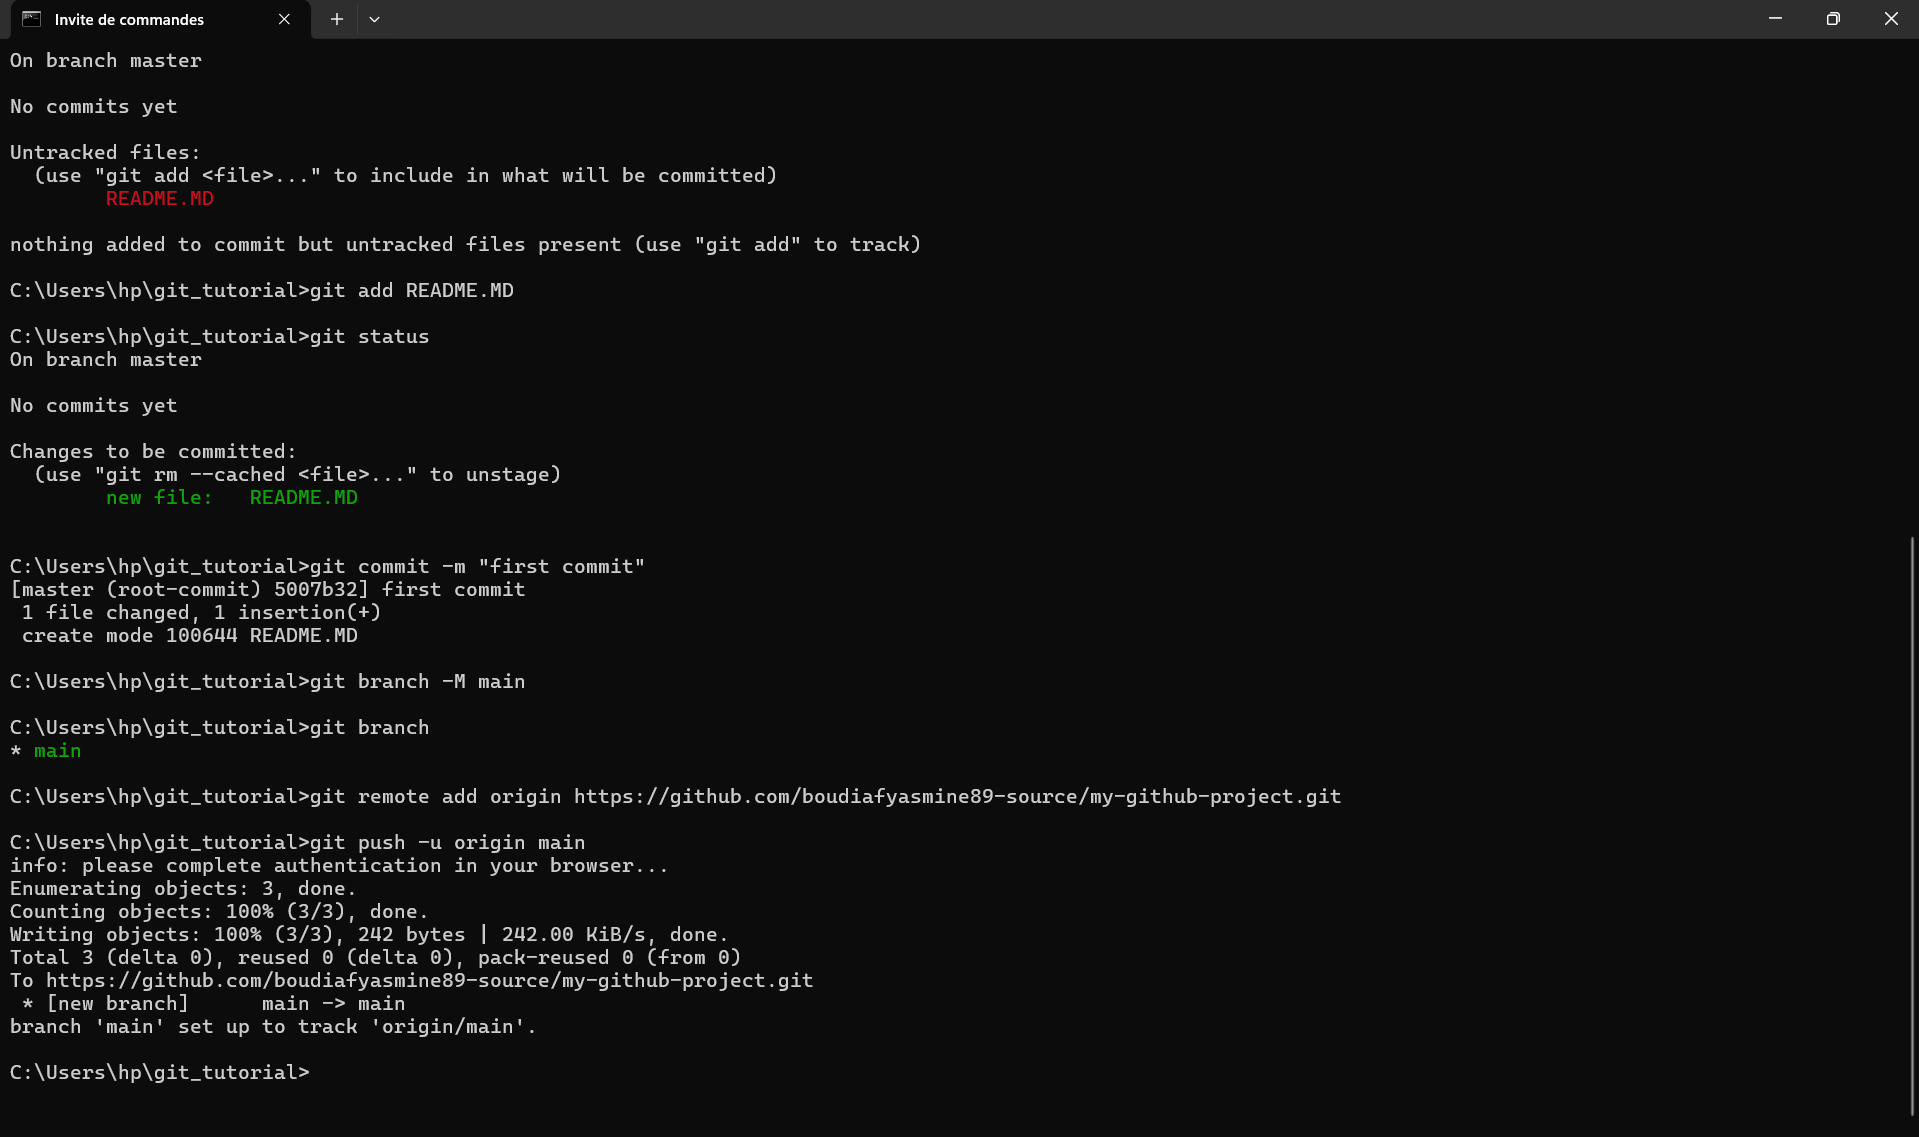 Invite de commandes
On branch master
No commits yet
Untracked files:
(use "git add <file>..." to include in what will be committed)
README.MD
nothing added to commit but untracked files present (use "git add" to track)
C:\Users\hp\git_tutorial>git add README.MD
C:\Users\hp\git_tutorial>git status
On branch master
No commits yet
Changes to be committed:
(use "git rm --cached <file>..." to unstage)
new file:   README.MD
C:\Users\hp\git_tutorial>git commit -m "first commit"
[master (root-commit) 5007b32] first commit
1 file changed, 1 insertion(+)
create mode 100644 README.MD
C:\Users\hp\git_tutorial>git branch -M main
C:\Users\hp\git_tutorial>git branch
* main
C:\Users\hp\git_tutorial>git remote add origin https://github.com/boudiafyasmine89-source/my-github-project.git
C:\Users\hp\git_tutorial>git push -u origin main
info: please complete authentication in your browser...
Enumerating objects: 3, done.
Counting objects: 100% (3/3), done.
Writing objects: 100% (3/3), 242 bytes | 242.00 KiB/s, done.
Total 3 (delta 0), reused 0 (delta 0), pack-reused 0 (from 0)
To https://github.com/boudiafyasmine89-source/my-github-project.git
* [new branch]      main -> main
branch 'main' set up to track 'origin/main'.
C:\Users\hp\git_tutorial>